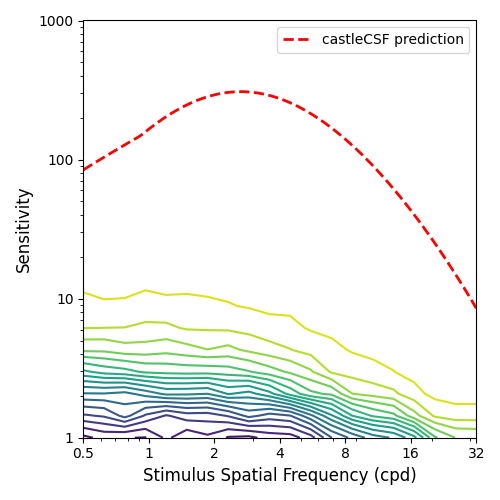 1000
castleCSF prediction
100
Sensitivity
10
1
0.5 1 2 4 8 16 32
Stimulus Spatial Frequency (cpd)